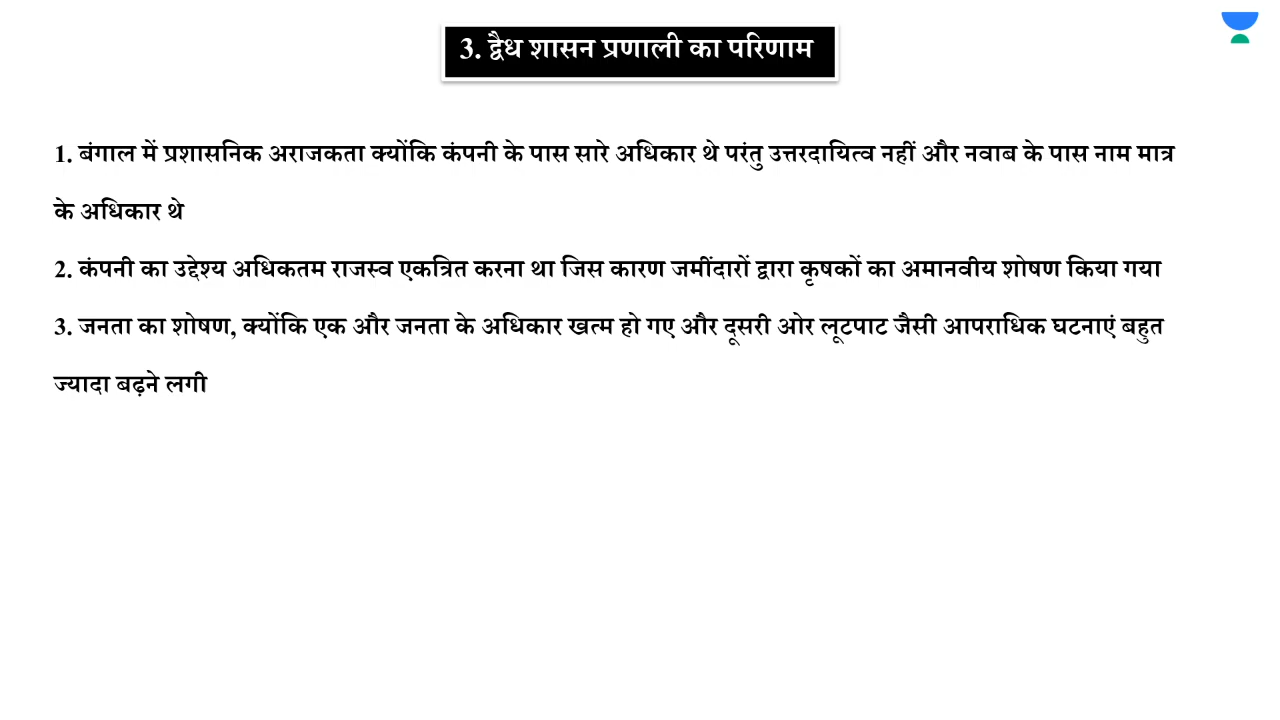 3. द्वैध शासन प्रणाली का परिणाम
1. बंगाल में प्रशासनिक अराजकता क्योंकि कंपनी के पास सारे अधिकार थे परंतु उत्तरदायित्व नहीं और नवाब के पास नाम मात्र
के अधिकार थे
2. कंपनी का उद्देश्य अधिकतम राजस्व एकत्रित करना था जिस कारण जमींदारों द्वारा कृषकों का अमानवीय शोषण किया गया
3. जनता का शोषण, क्योंकि एक और जनता के अधिकार खत्म हो गए और दूसरी ओर लूटपाट जैसी आपराधिक घटनाएं बहुत
ज्यादा बढ़ने लगी